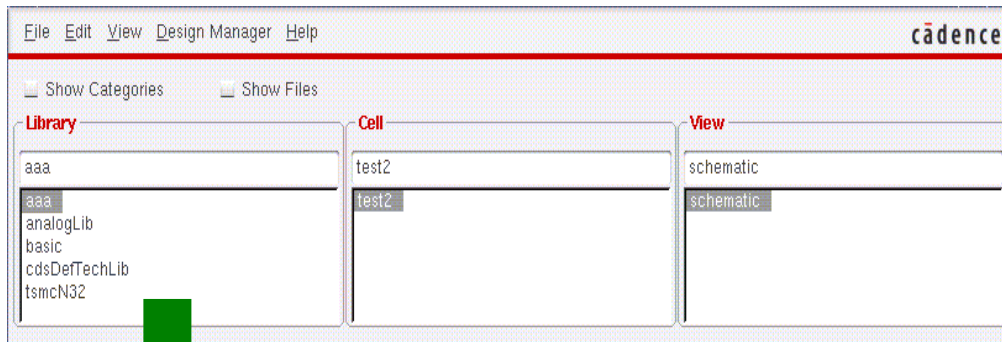 File Edit View Design Manager Help
cādence
Show Categories Show Files
Library Cell View
aaa test2 schematic
aaa test2 schematic
analogLib
basic
cdsDefTechLib
tsmcN32